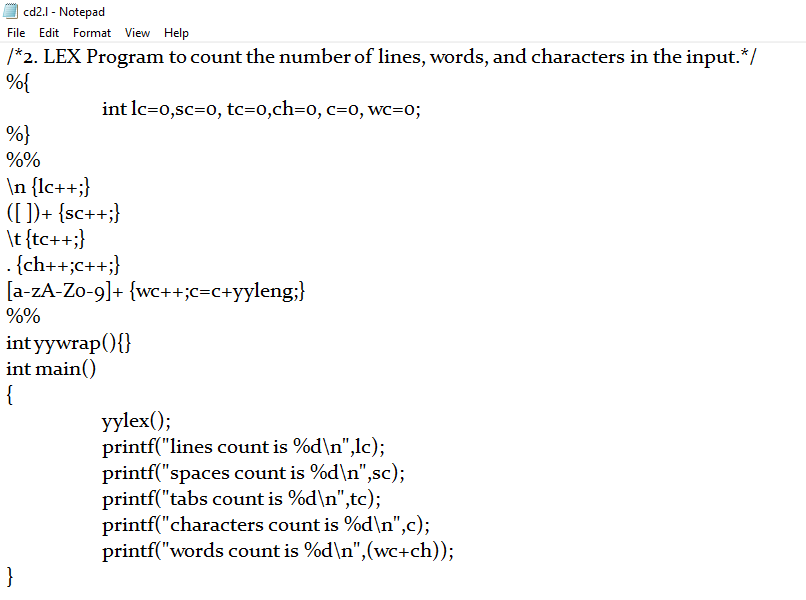 cd2.l - Notepad
File Edit Format View Help
/*2. LEX Program to count the number of lines, words, and characters in the input.*/
%{
int lc=0,sc=0, tc=0,ch=0, c=0, wc=0;
%}
%%
\n {lc++;}
([ ])+ {sc++;}
\t {tc++;}
. {ch++;c++;}
[a-zA-Z0-9]+ {wc++;c=c+yyleng;}
%%
int yywrap(){}
int main()
{
yylex();
printf("lines count is %d\n",lc);
printf("spaces count is %d\n",sc);
printf("tabs count is %d\n",tc);
printf("characters count is %d\n",c);
printf("words count is %d\n",(wc+ch));
}